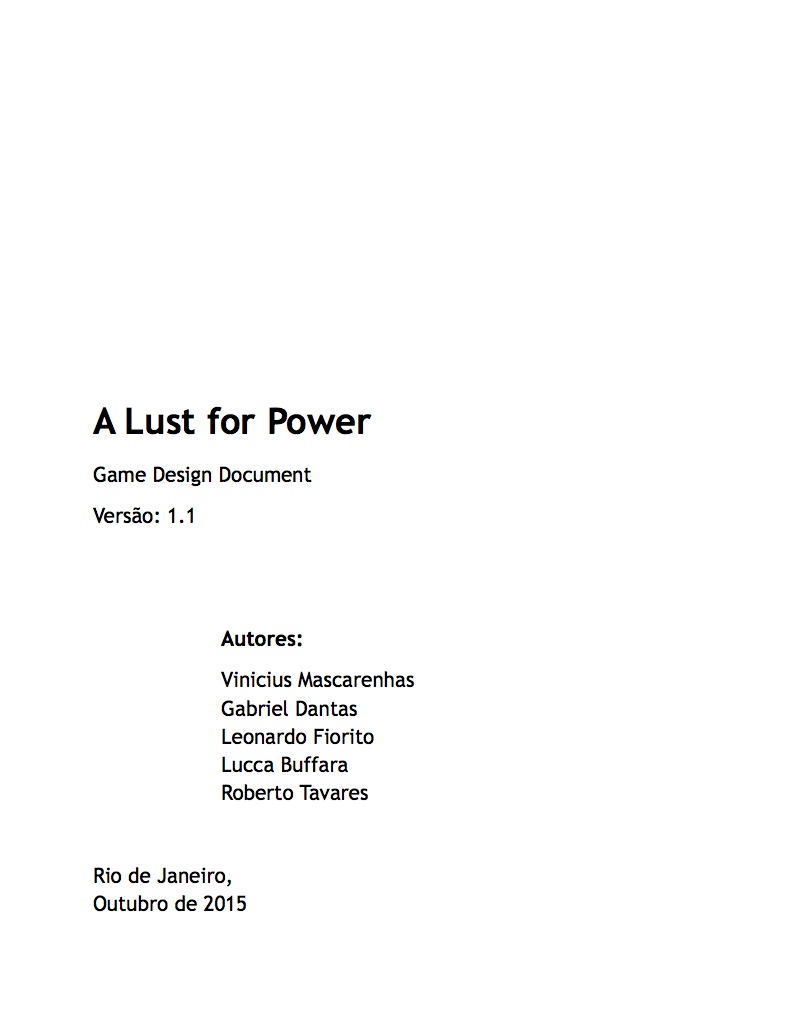 A Lust for Power
Game Design Document
Versão: 1.1
Autores:
Vinicius Mascarenhas
Gabriel Dantas
Leonardo Fiorito
Lucca Buffara
Roberto Tavares
Rio de Janeiro,
Outubro de 2015